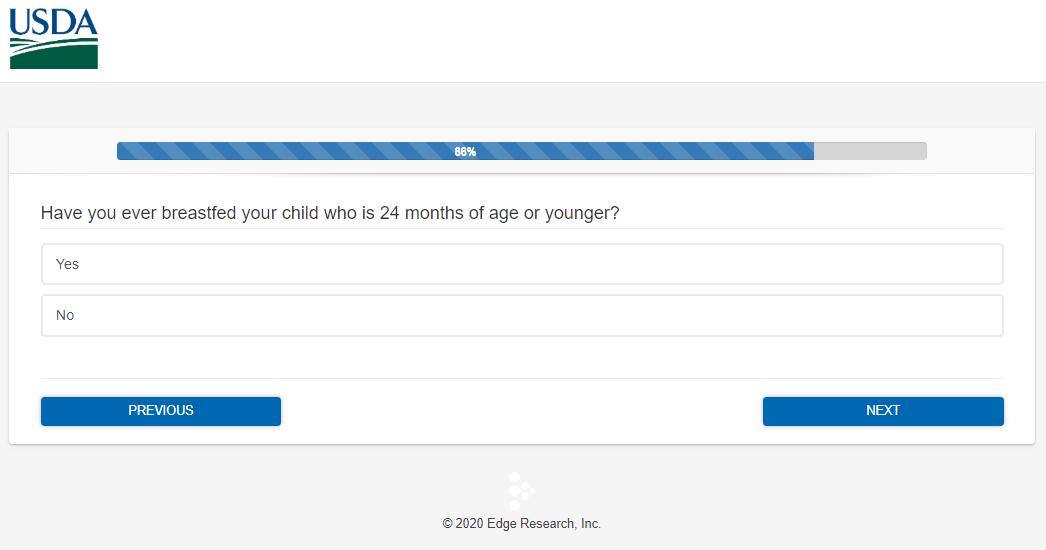 USDA
86%
Have you ever breastfed your child who is 24 months of age or younger?
Yes
No
PREVIOUS
NEXT
© 2020 Edge Research, Inc.